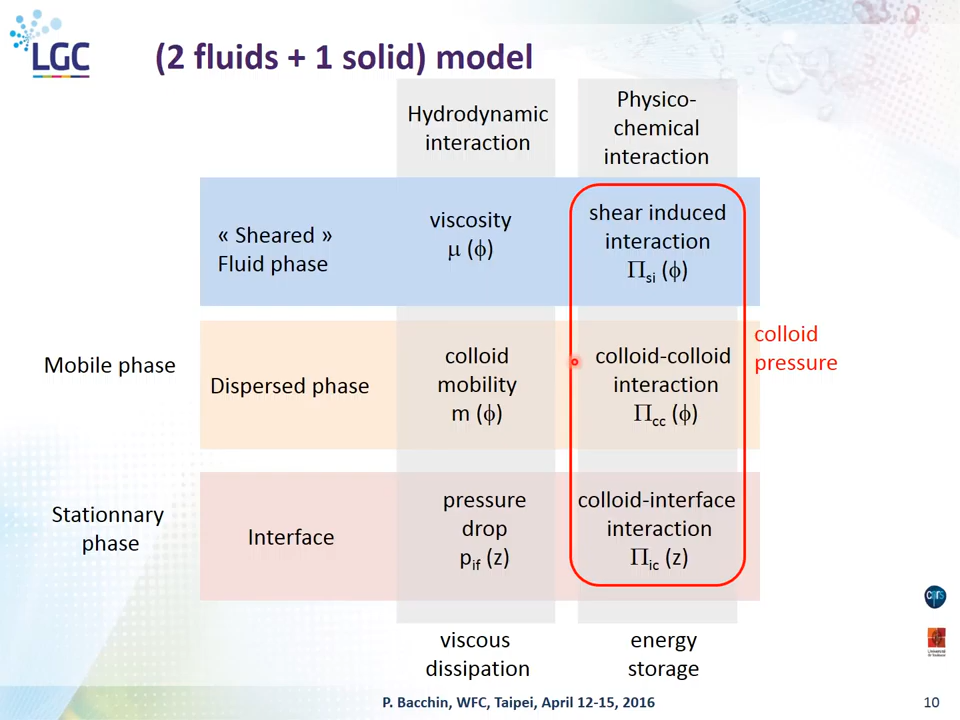 LGC
(2 fluids + 1 solid) model
Hydrodynamic
interaction
Physico-
chemical
interaction
« Sheared »
Fluid phase
viscosity
μ (ϕ)
shear induced
interaction
Πsi (ϕ)
Mobile phase
Dispersed phase
colloid
mobility
m (ϕ)
colloid-colloid
interaction
Πcc (ϕ)
colloid
pressure
Stationnary
phase
Interface
pressure
drop
pif (z)
colloid-interface
interaction
Πic (z)
viscous
dissipation
energy
storage
cnrs
P. Bacchin, WFC, Taipei, April 12-15, 2016
10